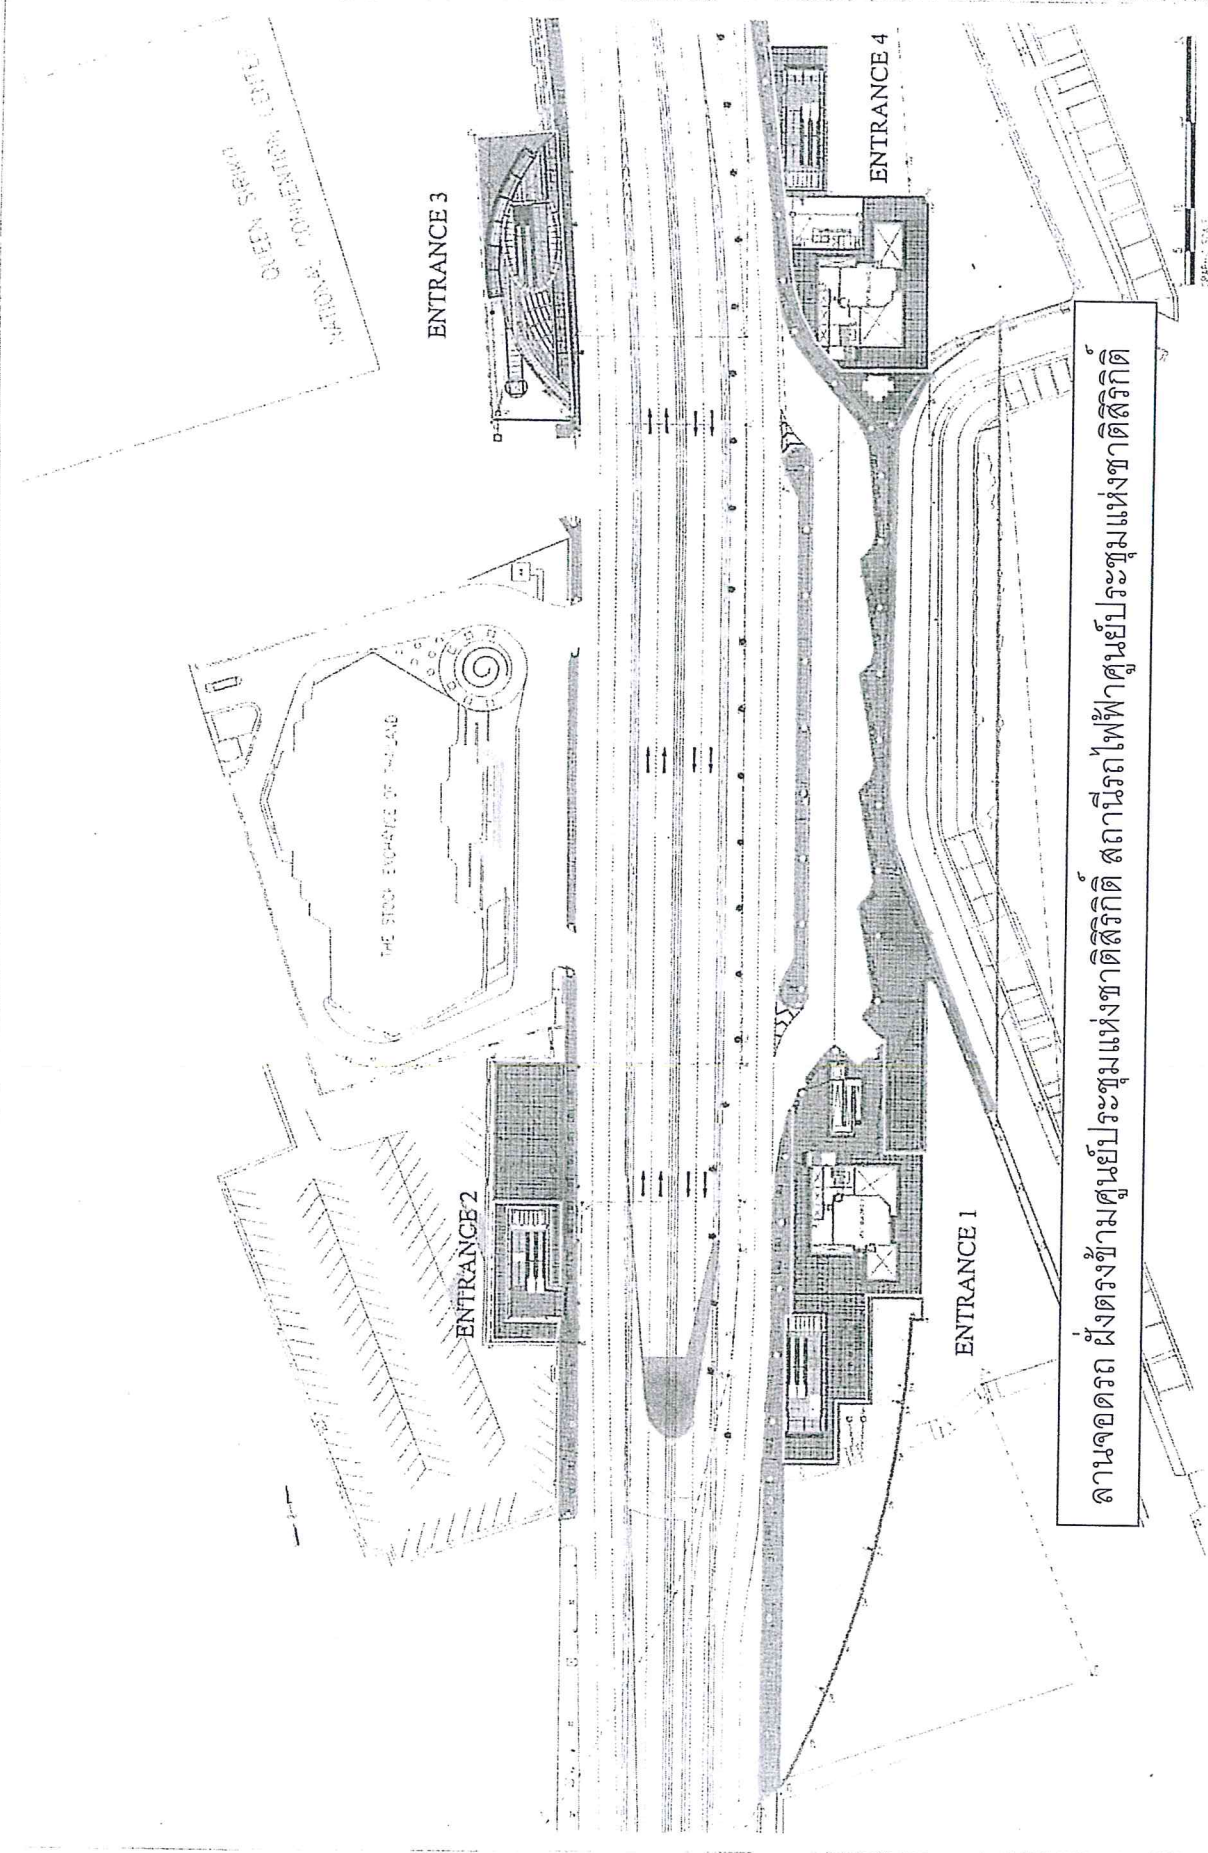 QUEEN SIRIKIT
NATIONAL CONVENTION CENTER
ENTRANCE 3
ENTRANCE 4
THE STOCK EXCHANGE OF THAILAND
ENTRANCE 2
ENTRANCE 1
ลานจอดรถ ฝั่งตรงข้ามศูนย์ประชุมแห่งชาติสิริกิติ์ สถานีรถไฟฟ้าศูนย์ประชุมแห่งชาติสิริกิติ์